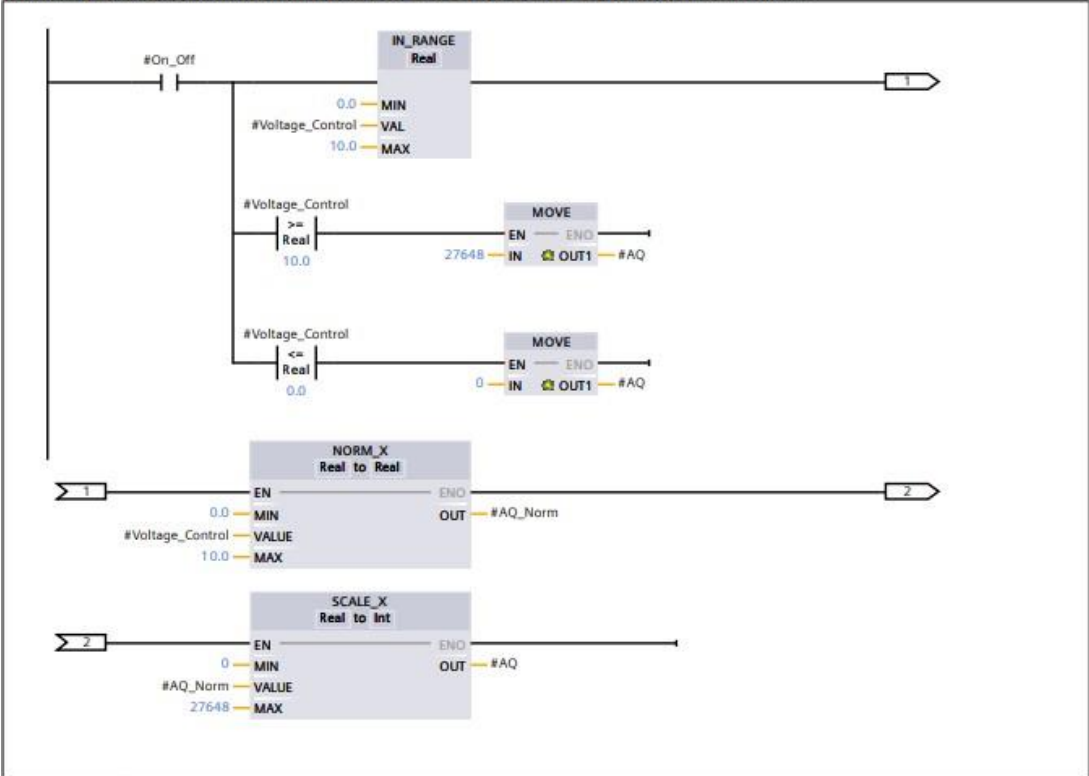 #On_Off
IN_RANGE
Real
1
0.0 MIN
#Voltage_Control VAL
10.0 MAX
#Voltage_Control
>=
Real
10.0
MOVE
EN ENO
27648 IN OUT1 #AQ
#Voltage_Control
<=
Real
0.0
MOVE
EN ENO
0 IN OUT1 #AQ
NORM_X
Real to Real
1 EN ENO 2
0.0 MIN OUT #AQ_Norm
#Voltage_Control VALUE
10.0 MAX
SCALE_X
Real to Int
2 EN ENO
0 MIN OUT #AQ
#AQ_Norm VALUE
27648 MAX